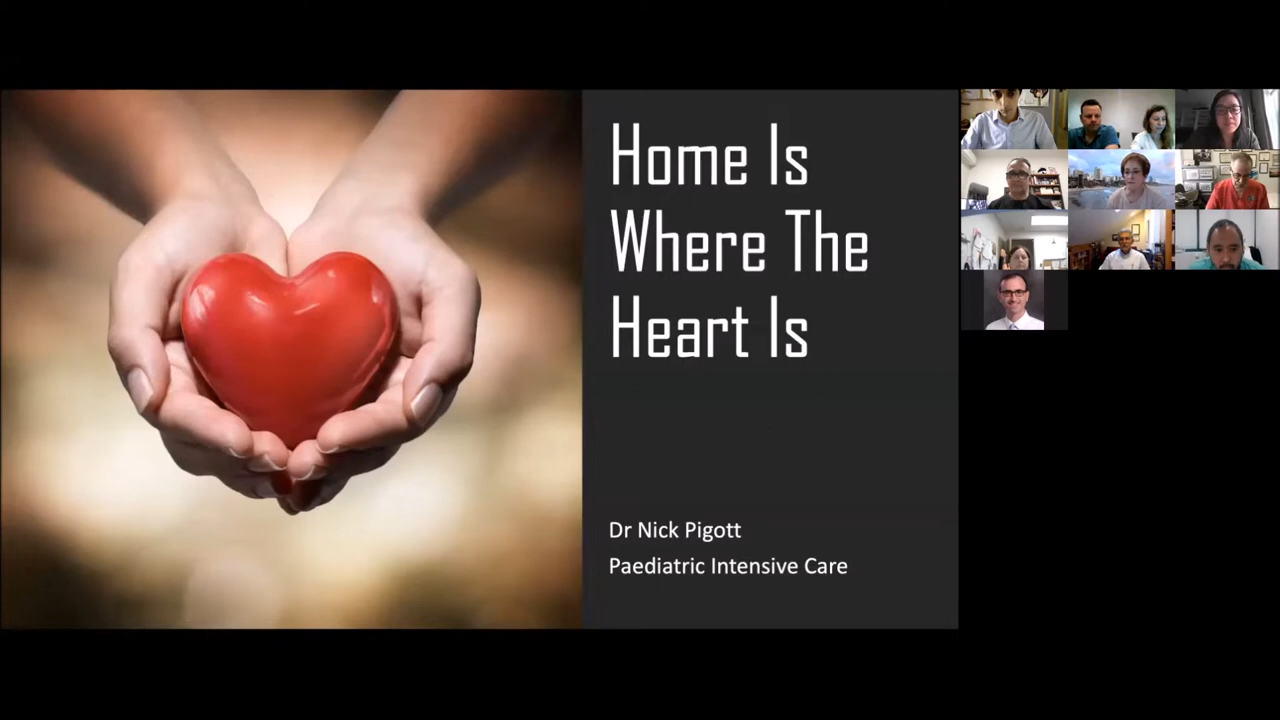 Home Is
Where The
Heart Is
Dr Nick Pigott
Paediatric Intensive Care